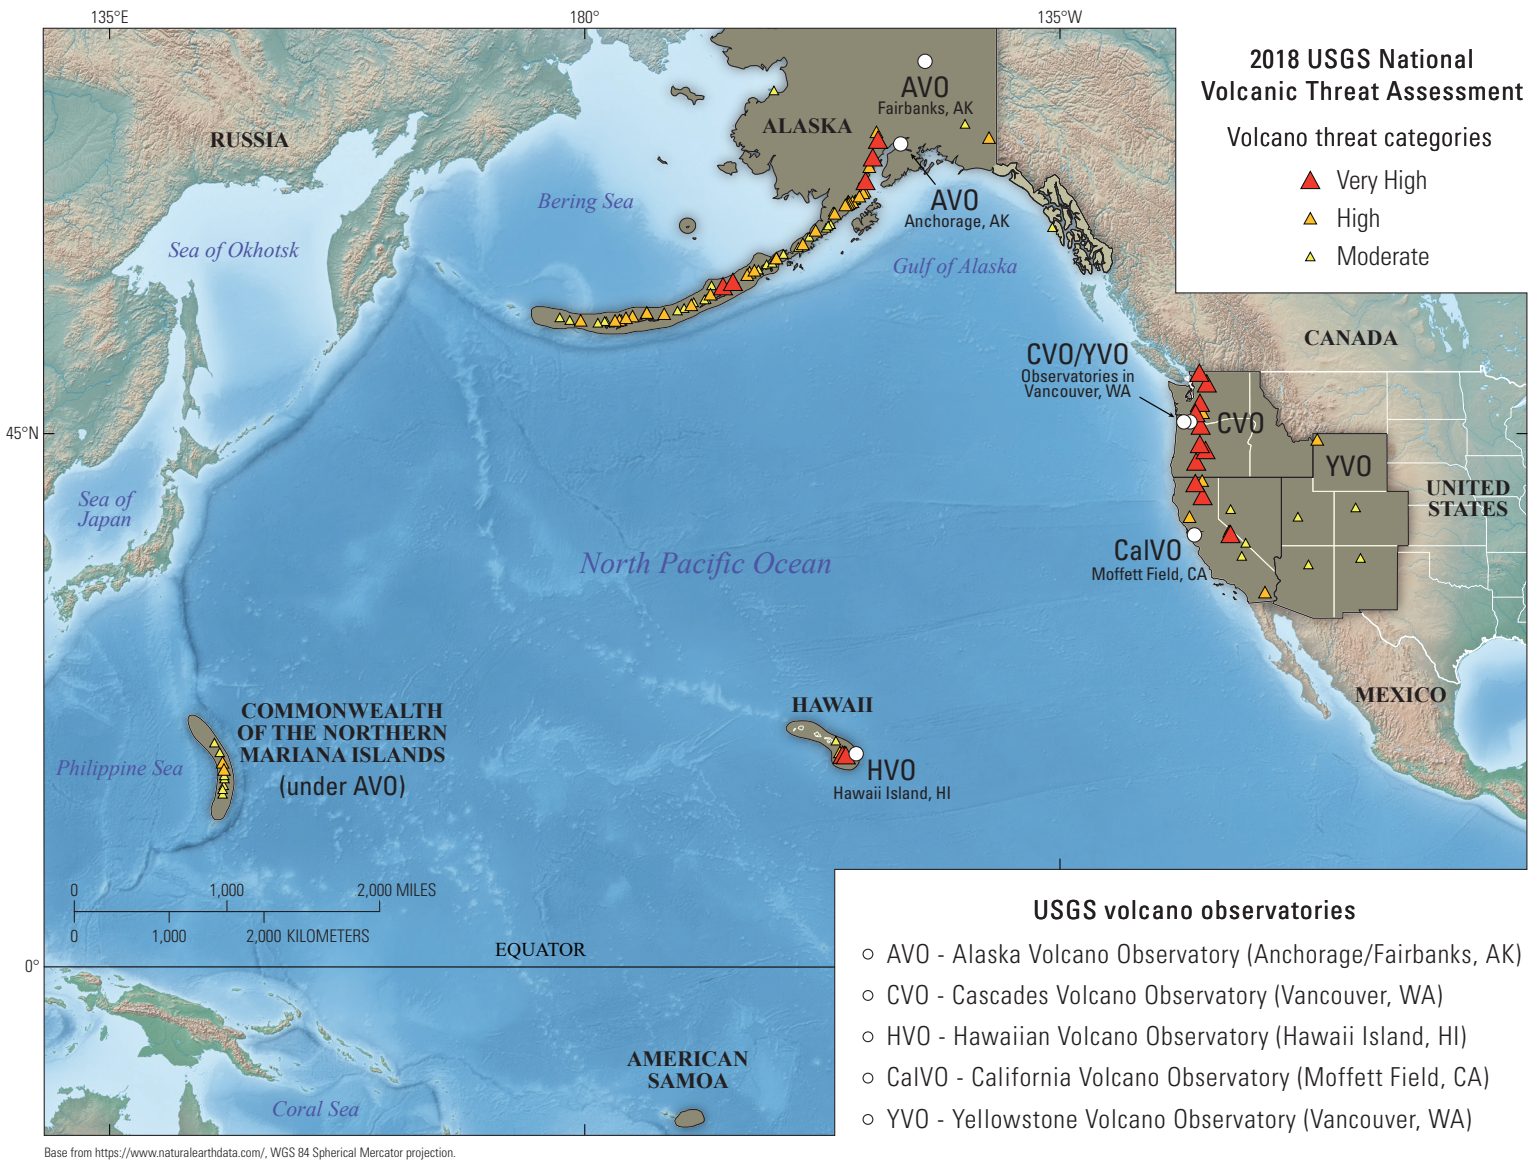 135°E
180°
135°W
2018 USGS National
Volcanic Threat Assessment
Volcano threat categories
Very High
High
Moderate
AVO
Fairbanks, AK
ALASKA
RUSSIA
Bering Sea
AVO
Anchorage, AK
Sea of Okhotsk
Gulf of Alaska
CANADA
CVO/YVO
Observatories in
Vancouver, WA
CVO
45°N
YVO
UNITED
STATES
Sea of
Japan
North Pacific Ocean
CalVO
Moffett Field, CA
MEXICO
HAWAII
COMMONWEALTH
OF THE NORTHERN
MARIANA ISLANDS
(under AVO)
Philippine Sea
HVO
Hawaii Island, HI
0 1,000 2,000 MILES
0 1,000 2,000 KILOMETERS
EQUATOR
0°
USGS volcano observatories
AVO - Alaska Volcano Observatory (Anchorage/Fairbanks, AK)
CVO - Cascades Volcano Observatory (Vancouver, WA)
HVO - Hawaiian Volcano Observatory (Hawaii Island, HI)
CalVO - California Volcano Observatory (Moffett Field, CA)
YVO - Yellowstone Volcano Observatory (Vancouver, WA)
AMERICAN
SAMOA
Coral Sea
Base from https://www.naturalearthdata.com/, WGS 84 Spherical Mercator projection.